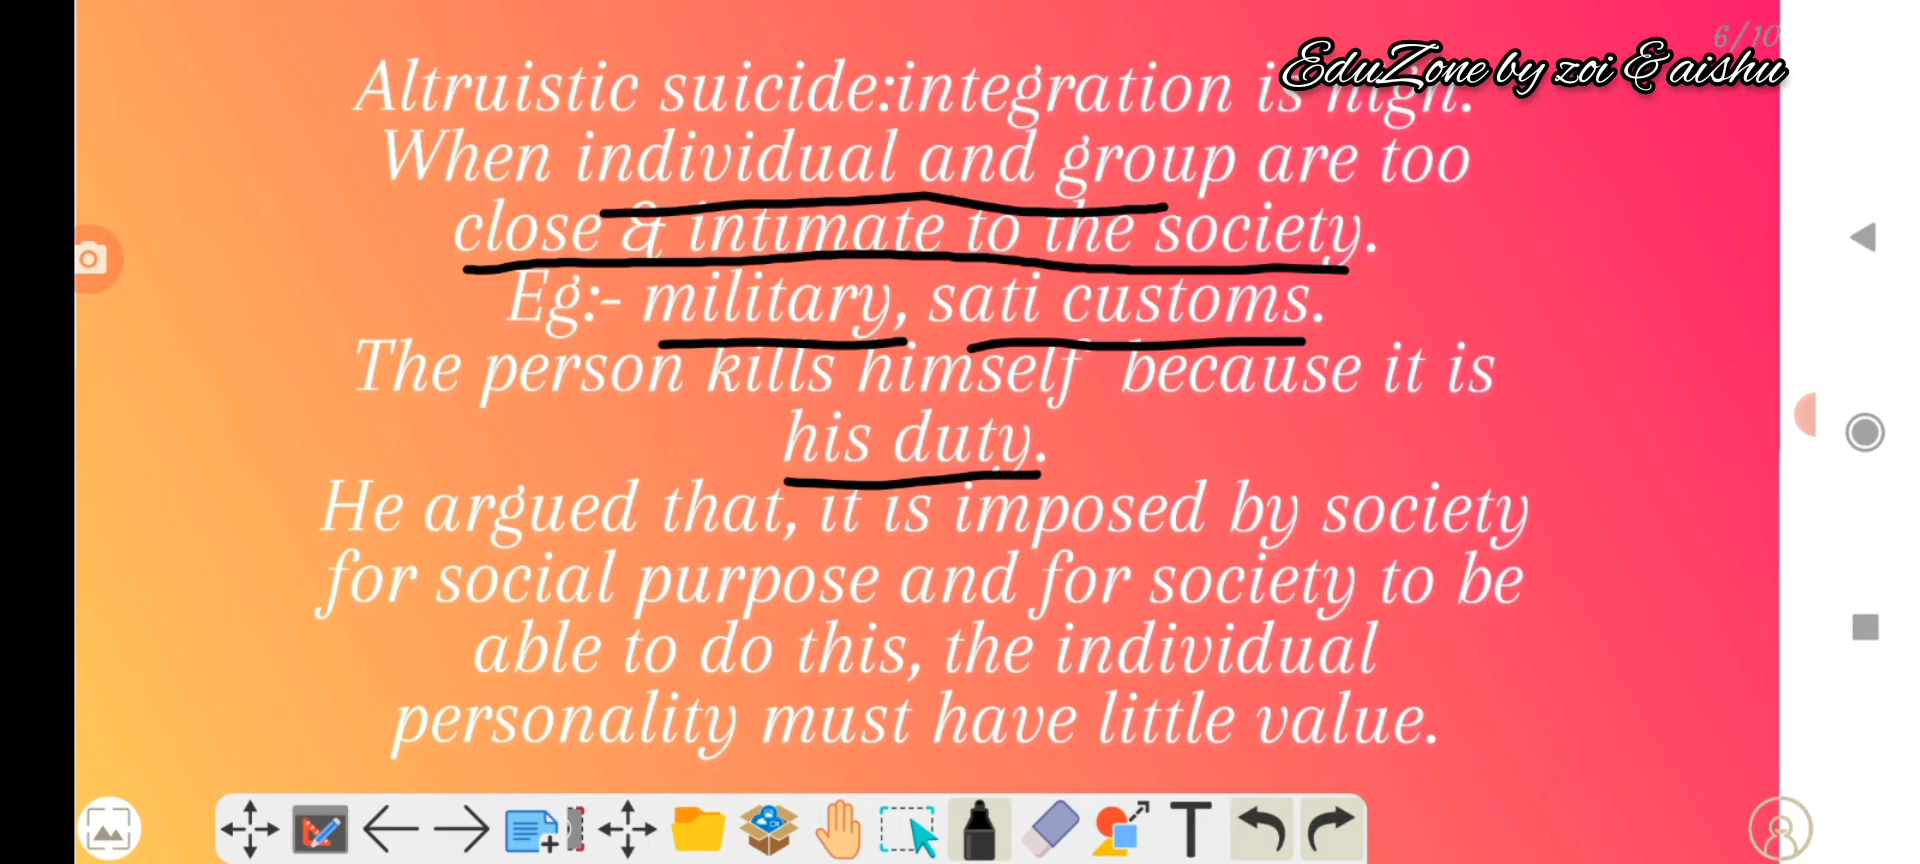 6/10
EduZone by zoi & aishu
Altruistic suicide:integration is high.
When individual and group are too
close & intimate to the society.
Eg:- military, sati customs.
The person kills himself because it is
his duty.
He argued that, it is imposed by society
for social purpose and for society to be
able to do this, the individual
personality must have little value.
T